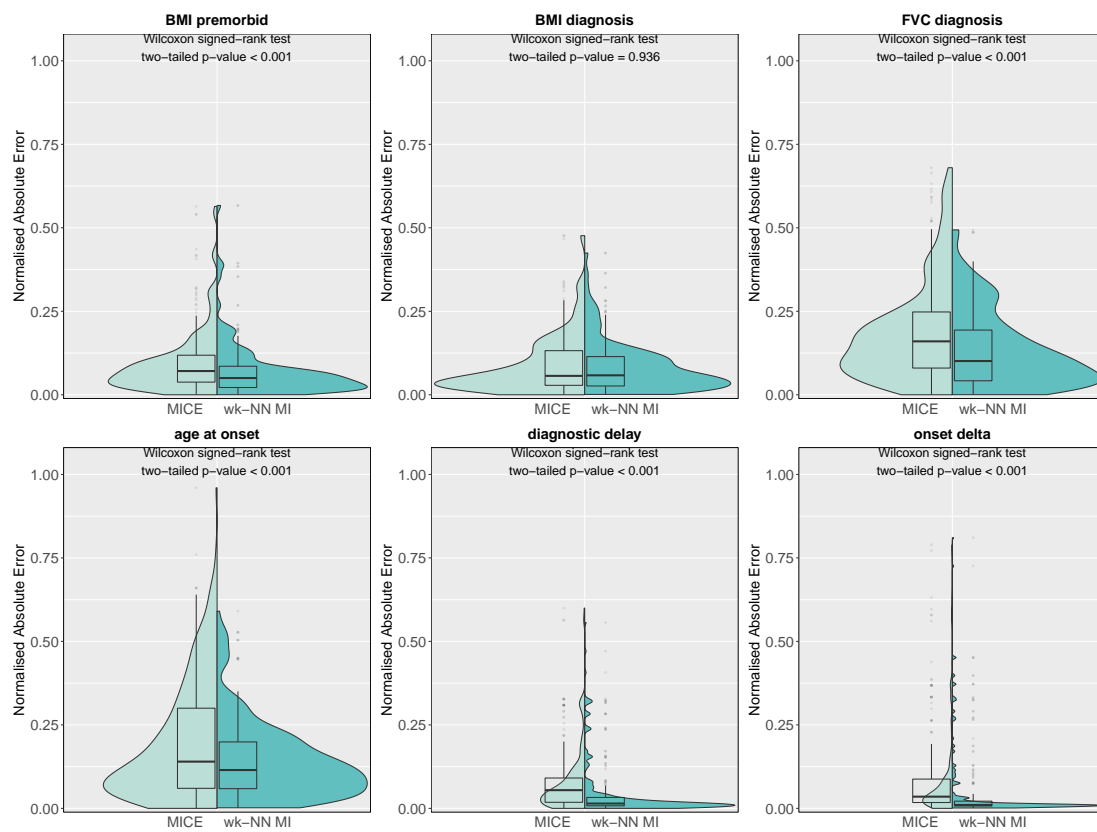 BMI premorbid
Wilcoxon signed−rank test
two−tailed p−value < 0.001
1.00
0.75
0.50
0.25
0.00
Normalised Absolute Error
MICE wk−NN MI
BMI diagnosis
Wilcoxon signed−rank test
two−tailed p−value = 0.936
1.00
0.75
0.50
0.25
0.00
Normalised Absolute Error
MICE wk−NN MI
FVC diagnosis
Wilcoxon signed−rank test
two−tailed p−value < 0.001
1.00
0.75
0.50
0.25
0.00
Normalised Absolute Error
MICE wk−NN MI
age at onset
Wilcoxon signed−rank test
two−tailed p−value < 0.001
1.00
0.75
0.50
0.25
0.00
Normalised Absolute Error
MICE wk−NN MI
diagnostic delay
Wilcoxon signed−rank test
two−tailed p−value < 0.001
1.00
0.75
0.50
0.25
0.00
Normalised Absolute Error
MICE wk−NN MI
onset delta
Wilcoxon signed−rank test
two−tailed p−value < 0.001
1.00
0.75
0.50
0.25
0.00
Normalised Absolute Error
MICE wk−NN MI